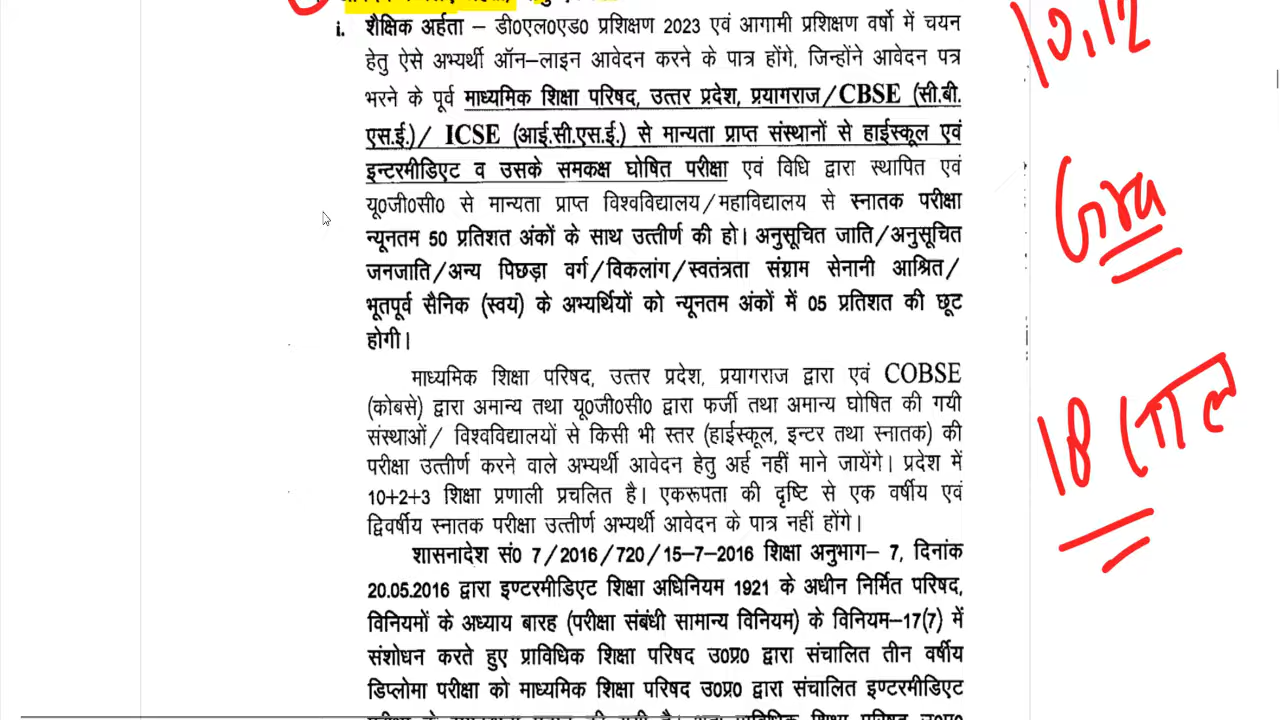 i. शैक्षिक अर्हता – डी0एल0एड0 प्रशिक्षण 2023 एवं आगामी प्रशिक्षण वर्षो में चयन
हेतु ऐसे अभ्यर्थी ऑन–लाइन आवेदन करने के पात्र होंगे, जिन्होंने आवेदन पत्र
भरने के पूर्व माध्यमिक शिक्षा परिषद, उत्तर प्रदेश, प्रयागराज/CBSE (सी.बी.
एस.ई.)/ ICSE (आई.सी.एस.ई.) से मान्यता प्राप्त संस्थानों से हाईस्कूल एवं
इन्टरमीडिएट व उसके समकक्ष घोषित परीक्षा एवं विधि द्वारा स्थापित एवं
यू0जी0सी0 से मान्यता प्राप्त विश्वविद्यालय/महाविद्यालय से स्नातक परीक्षा
न्यूनतम 50 प्रतिशत अंकों के साथ उत्तीर्ण की हो। अनुसूचित जाति/अनुसूचित
जनजाति/अन्य पिछड़ा वर्ग/विकलांग/स्वतंत्रता संग्राम सेनानी आश्रित/
भूतपूर्व सैनिक (स्वय) के अभ्यर्थियों को न्यूनतम अंकों में 05 प्रतिशत की छूट
होगी।
माध्यमिक शिक्षा परिषद, उत्तर प्रदेश, प्रयागराज द्वारा एवं COBSE
(कोबसे) द्वारा अमान्य तथा यू0जी0सी0 द्वारा फर्जी तथा अमान्य घोषित की गयी
संस्थाओं/ विश्वविद्यालयों से किसी भी स्तर (हाईस्कूल, इन्टर तथा स्नातक) की
परीक्षा उत्तीर्ण करने वाले अभ्यर्थी आवेदन हेतु अर्ह नहीं माने जायेंगे। प्रदेश में
10+2+3 शिक्षा प्रणाली प्रचलित है। एकरूपता की दृष्टि से एक वर्षीय एवं
द्विवर्षीय स्नातक परीक्षा उत्तीर्ण अभ्यर्थी आवेदन के पात्र नहीं होंगे।
शासनादेश सं0 7/2016/720/15–7–2016 शिक्षा अनुभाग– 7, दिनांक
20.05.2016 द्वारा इण्टरमीडिएट शिक्षा अधिनियम 1921 के अधीन निर्मित परिषद,
विनियमों के अध्याय बारह (परीक्षा संबंधी सामान्य विनियम) के विनियम–17(7) में
संशोधन करते हुए प्राविधिक शिक्षा परिषद उ0प्र0 द्वारा संचालित तीन वर्षीय
डिप्लोमा परीक्षा को माध्यमिक शिक्षा परिषद उ0प्र0 द्वारा संचालित इण्टरमीडिएट
10,12
Gra
18 साल